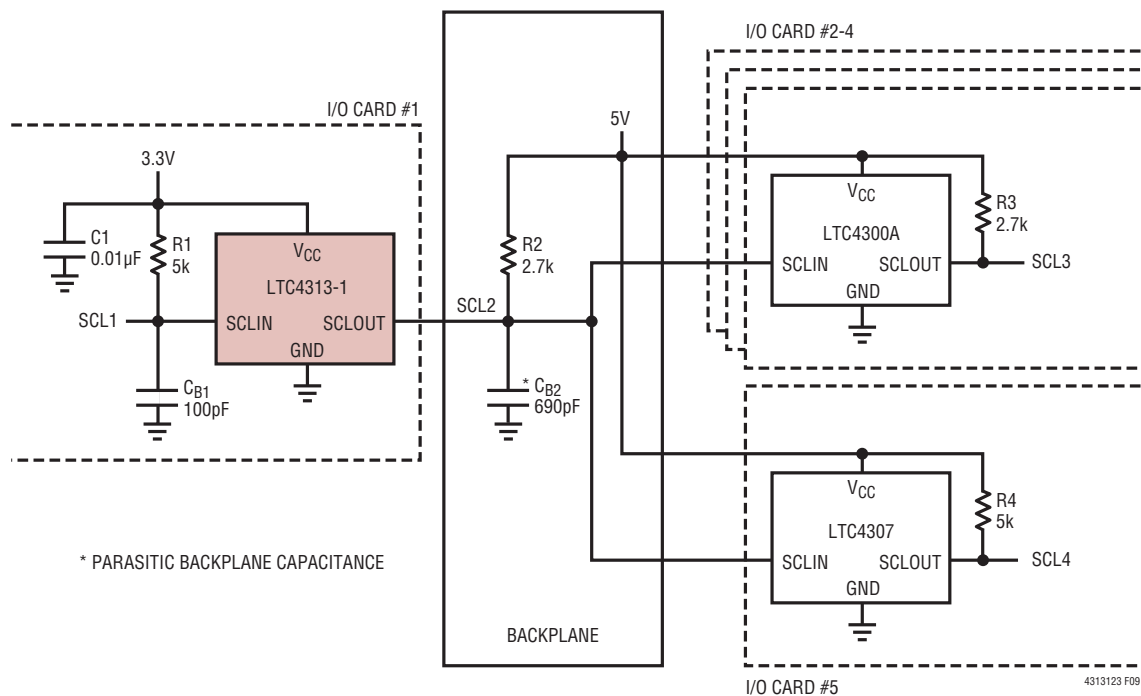 I/O CARD #1
3.3V
C1
0.01µF
R1
5k
VCC
LTC4313-1
SCL1
SCLIN
SCLOUT
GND
CB1
100pF
* PARASITIC BACKPLANE CAPACITANCE
5V
R2
2.7k
SCL2
* CB2
690pF
BACKPLANE
I/O CARD #2-4
VCC
LTC4300A
SCLIN
SCLOUT
GND
R3
2.7k
SCL3
VCC
LTC4307
SCLIN
SCLOUT
GND
R4
5k
SCL4
I/O CARD #5
4313123 F09